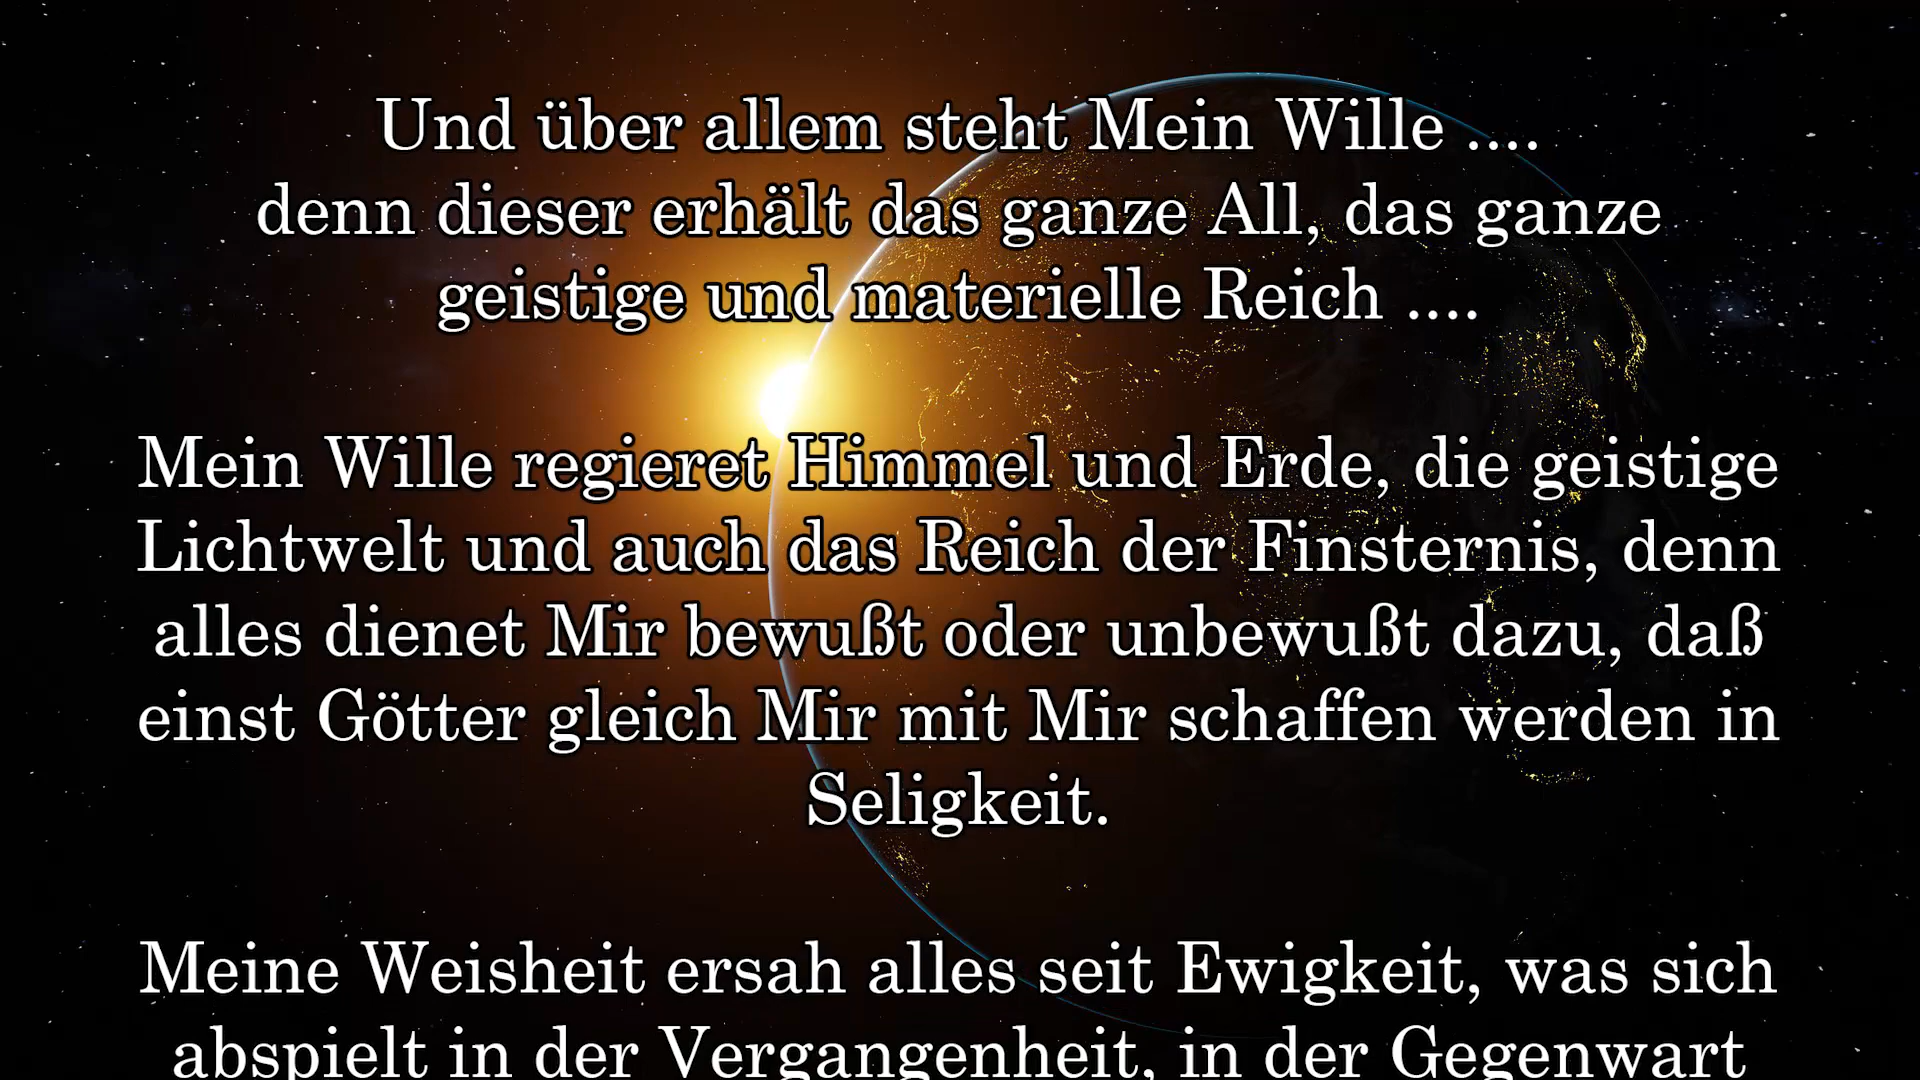 Und über allem steht Mein Wille ....
denn dieser erhält das ganze All, das ganze
geistige und materielle Reich ....
Mein Wille regieret Himmel und Erde, die geistige
Lichtwelt und auch das Reich der Finsternis, denn
alles dienet Mir bewußt oder unbewußt dazu, daß
einst Götter gleich Mir mit Mir schaffen werden in
Seligkeit.
Meine Weisheit ersah alles seit Ewigkeit, was sich
abspielt in der Vergangenheit, in der Gegenwart